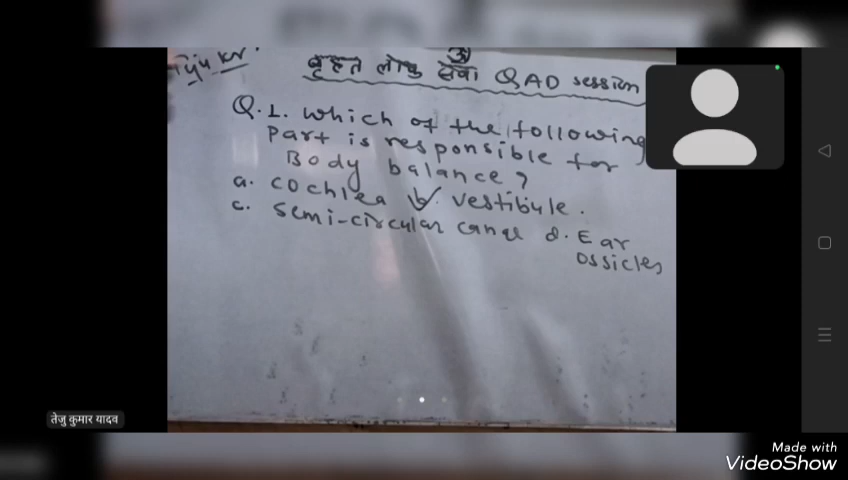 बृहत लोक सेवा QAD session
Q.1. Which of the following
Part is responsible for
Body balance?
a. cochlea b. vestibule.
c. semi-circular canal d. Ear
ossicles
तेजु कुमार यादव
Made with
VideoShow